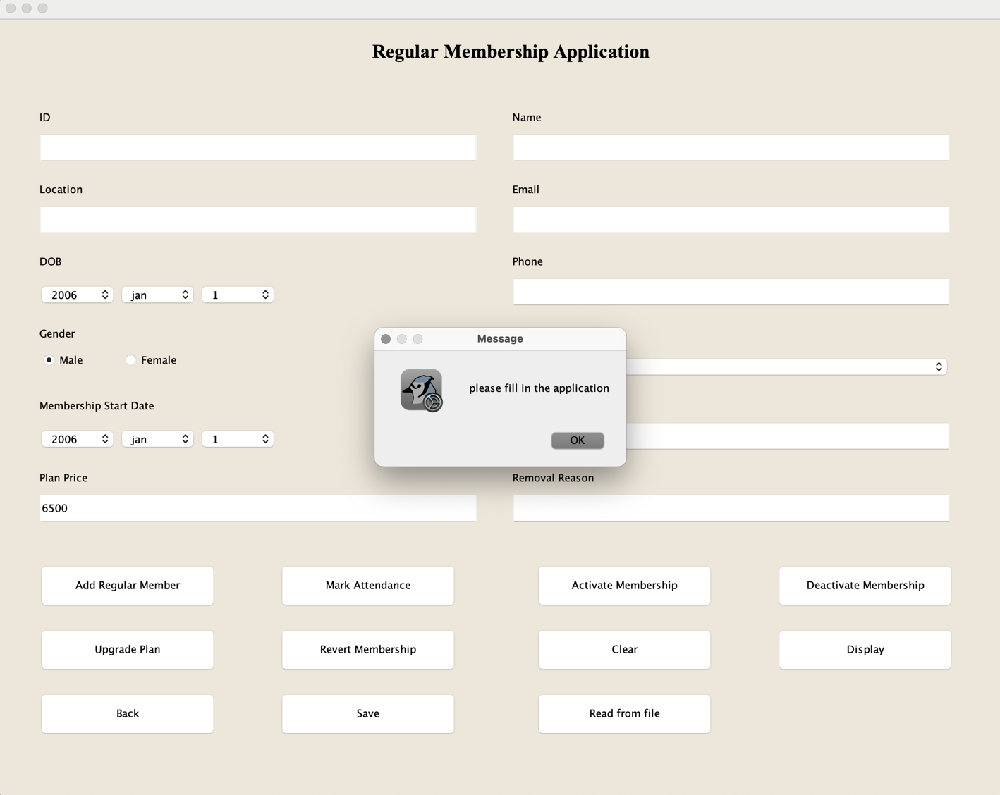 Regular Membership Application
ID
Name
Location
Email
DOB
Phone
2006 jan 1
Gender
Male Female
Message
please fill in the application
OK
Membership Start Date
2006 jan 1
Plan Price
Removal Reason
6500
Add Regular Member
Mark Attendance
Activate Membership
Deactivate Membership
Upgrade Plan
Revert Membership
Clear
Display
Back
Save
Read from file